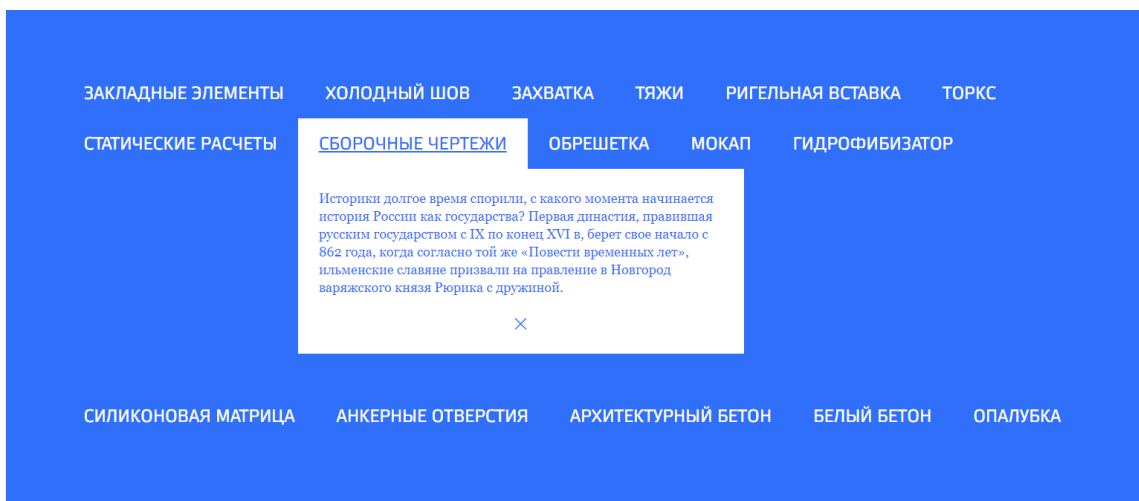 ЗАКЛАДНЫЕ ЭЛЕМЕНТЫ ХОЛОДНЫЙ ШОВ ЗАХВАТКА ТЯЖИ РИГЕЛЬНАЯ ВСТАВКА ТОРКС
СТАТИЧЕСКИЕ РАСЧЕТЫ СБОРОЧНЫЕ ЧЕРТЕЖИ ОБРЕШЕТКА МОКАП ГИДРОФИБИЗАТОР
Историки долгое время спорили, с какого момента начинается
история России как государства? Первая династия, правившая
русским государством с IX по конец XVI в, берет свое начало с
862 года, когда согласно той же «Повести временных лет»,
ильменские славяне призвали на правление в Новгород
варяжского князя Рюрика с дружиной.
СИЛИКОНОВАЯ МАТРИЦА АНКЕРНЫЕ ОТВЕРСТИЯ АРХИТЕКТУРНЫЙ БЕТОН БЕЛЫЙ БЕТОН ОПАЛУБКА